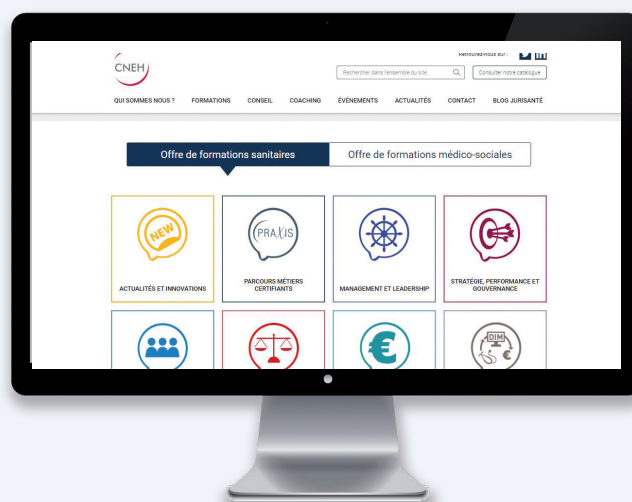 Retrouvez-nous sur :
CNEH
Rechercher dans l'ensemble du site
Consulter notre catalogue
QUI SOMMES NOUS ? FORMATIONS CONSEIL COACHING ÉVÉNEMENTS ACTUALITÉS CONTACT BLOG JURISANTÉ
Offre de formations sanitaires Offre de formations médico-sociales
NEW
PRAXIS
ACTUALITÉS ET INNOVATIONS
PARCOURS MÉTIERS
CERTIFIANTS
MANAGEMENT ET LEADERSHIP
STRATÉGIE, PERFORMANCE ET
GOUVERNANCE
€
DIM
€